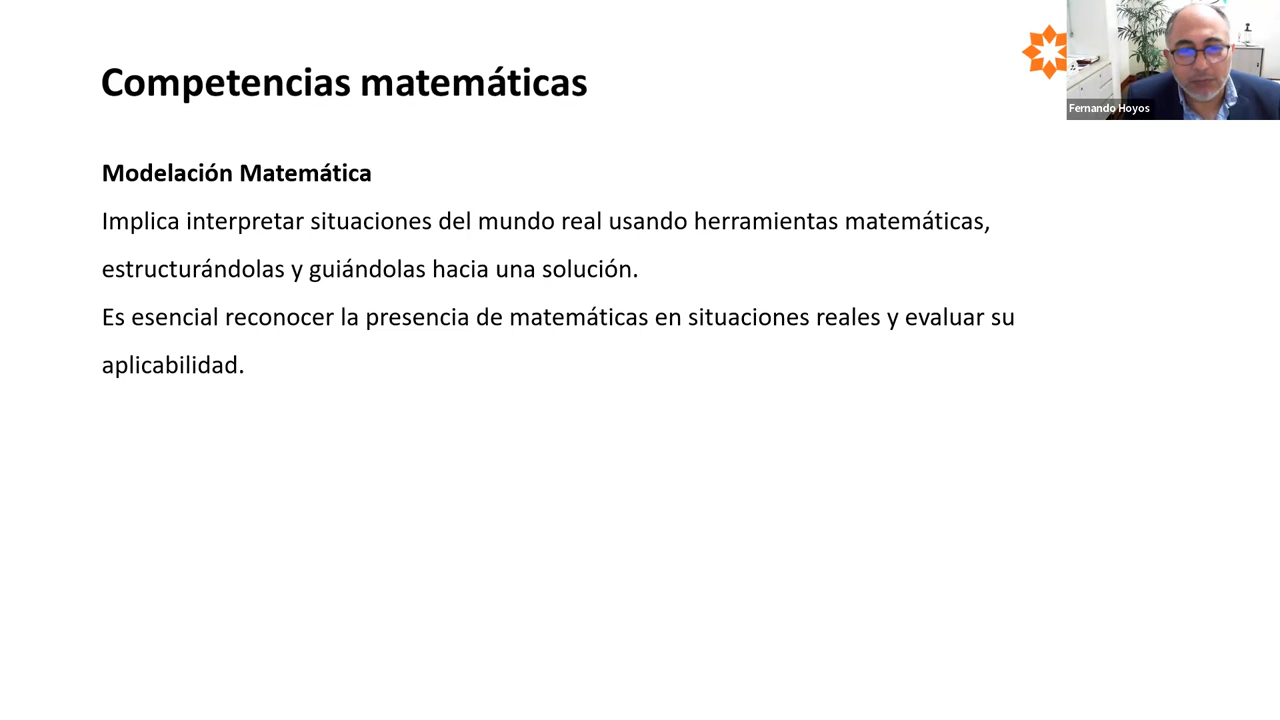 Competencias matemáticas
Fernando Hoyos
Modelación Matemática
Implica interpretar situaciones del mundo real usando herramientas matemáticas,
estructurándolas y guiándolas hacia una solución.
Es esencial reconocer la presencia de matemáticas en situaciones reales y evaluar su
aplicabilidad.